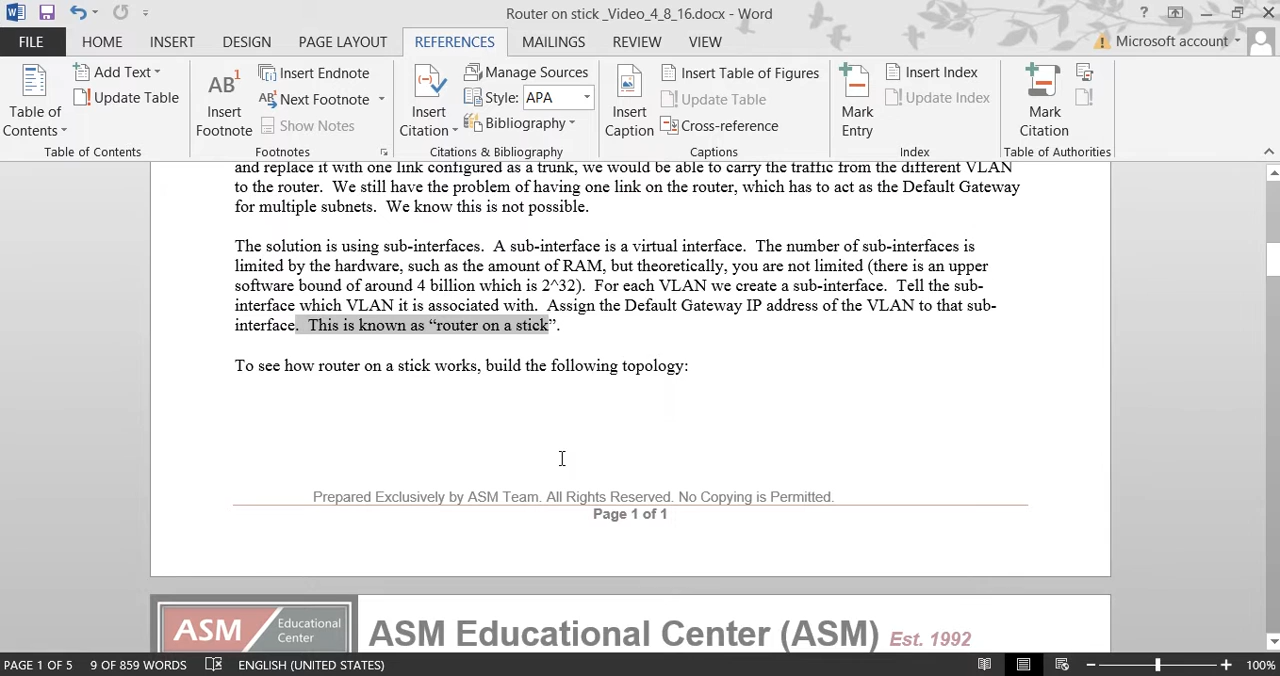 Router on stick _Video_4_8_16.docx - Word
FILE HOME INSERT DESIGN PAGE LAYOUT REFERENCES MAILINGS REVIEW VIEW Microsoft account
Table of Contents
Add Text
Update Table
Table of Contents
AB1
Insert Footnote
Insert Endnote
Next Footnote
Show Notes
Footnotes
Insert Citation
Manage Sources
Style: APA
Bibliography
Citations & Bibliography
Insert Caption
Insert Table of Figures
Update Table
Cross-reference
Captions
Mark Entry
Insert Index
Update Index
Index
Mark Citation
Table of Authorities
and replace it with one link configured as a trunk, we would be able to carry the traffic from the different VLAN
to the router. We still have the problem of having one link on the router, which has to act as the Default Gateway
for multiple subnets. We know this is not possible.
The solution is using sub-interfaces. A sub-interface is a virtual interface. The number of sub-interfaces is
limited by the hardware, such as the amount of RAM, but theoretically, you are not limited (there is an upper
software bound of around 4 billion which is 2^32). For each VLAN we create a sub-interface. Tell the sub-
interface which VLAN it is associated with. Assign the Default Gateway IP address of the VLAN to that sub-
interface. This is known as “router on a stick”.
To see how router on a stick works, build the following topology:
Prepared Exclusively by ASM Team. All Rights Reserved. No Copying is Permitted.
Page 1 of 1
ASM Educational Center
ASM Educational Center (ASM) Est. 1992
PAGE 1 OF 5 9 OF 859 WORDS ENGLISH (UNITED STATES) 100%